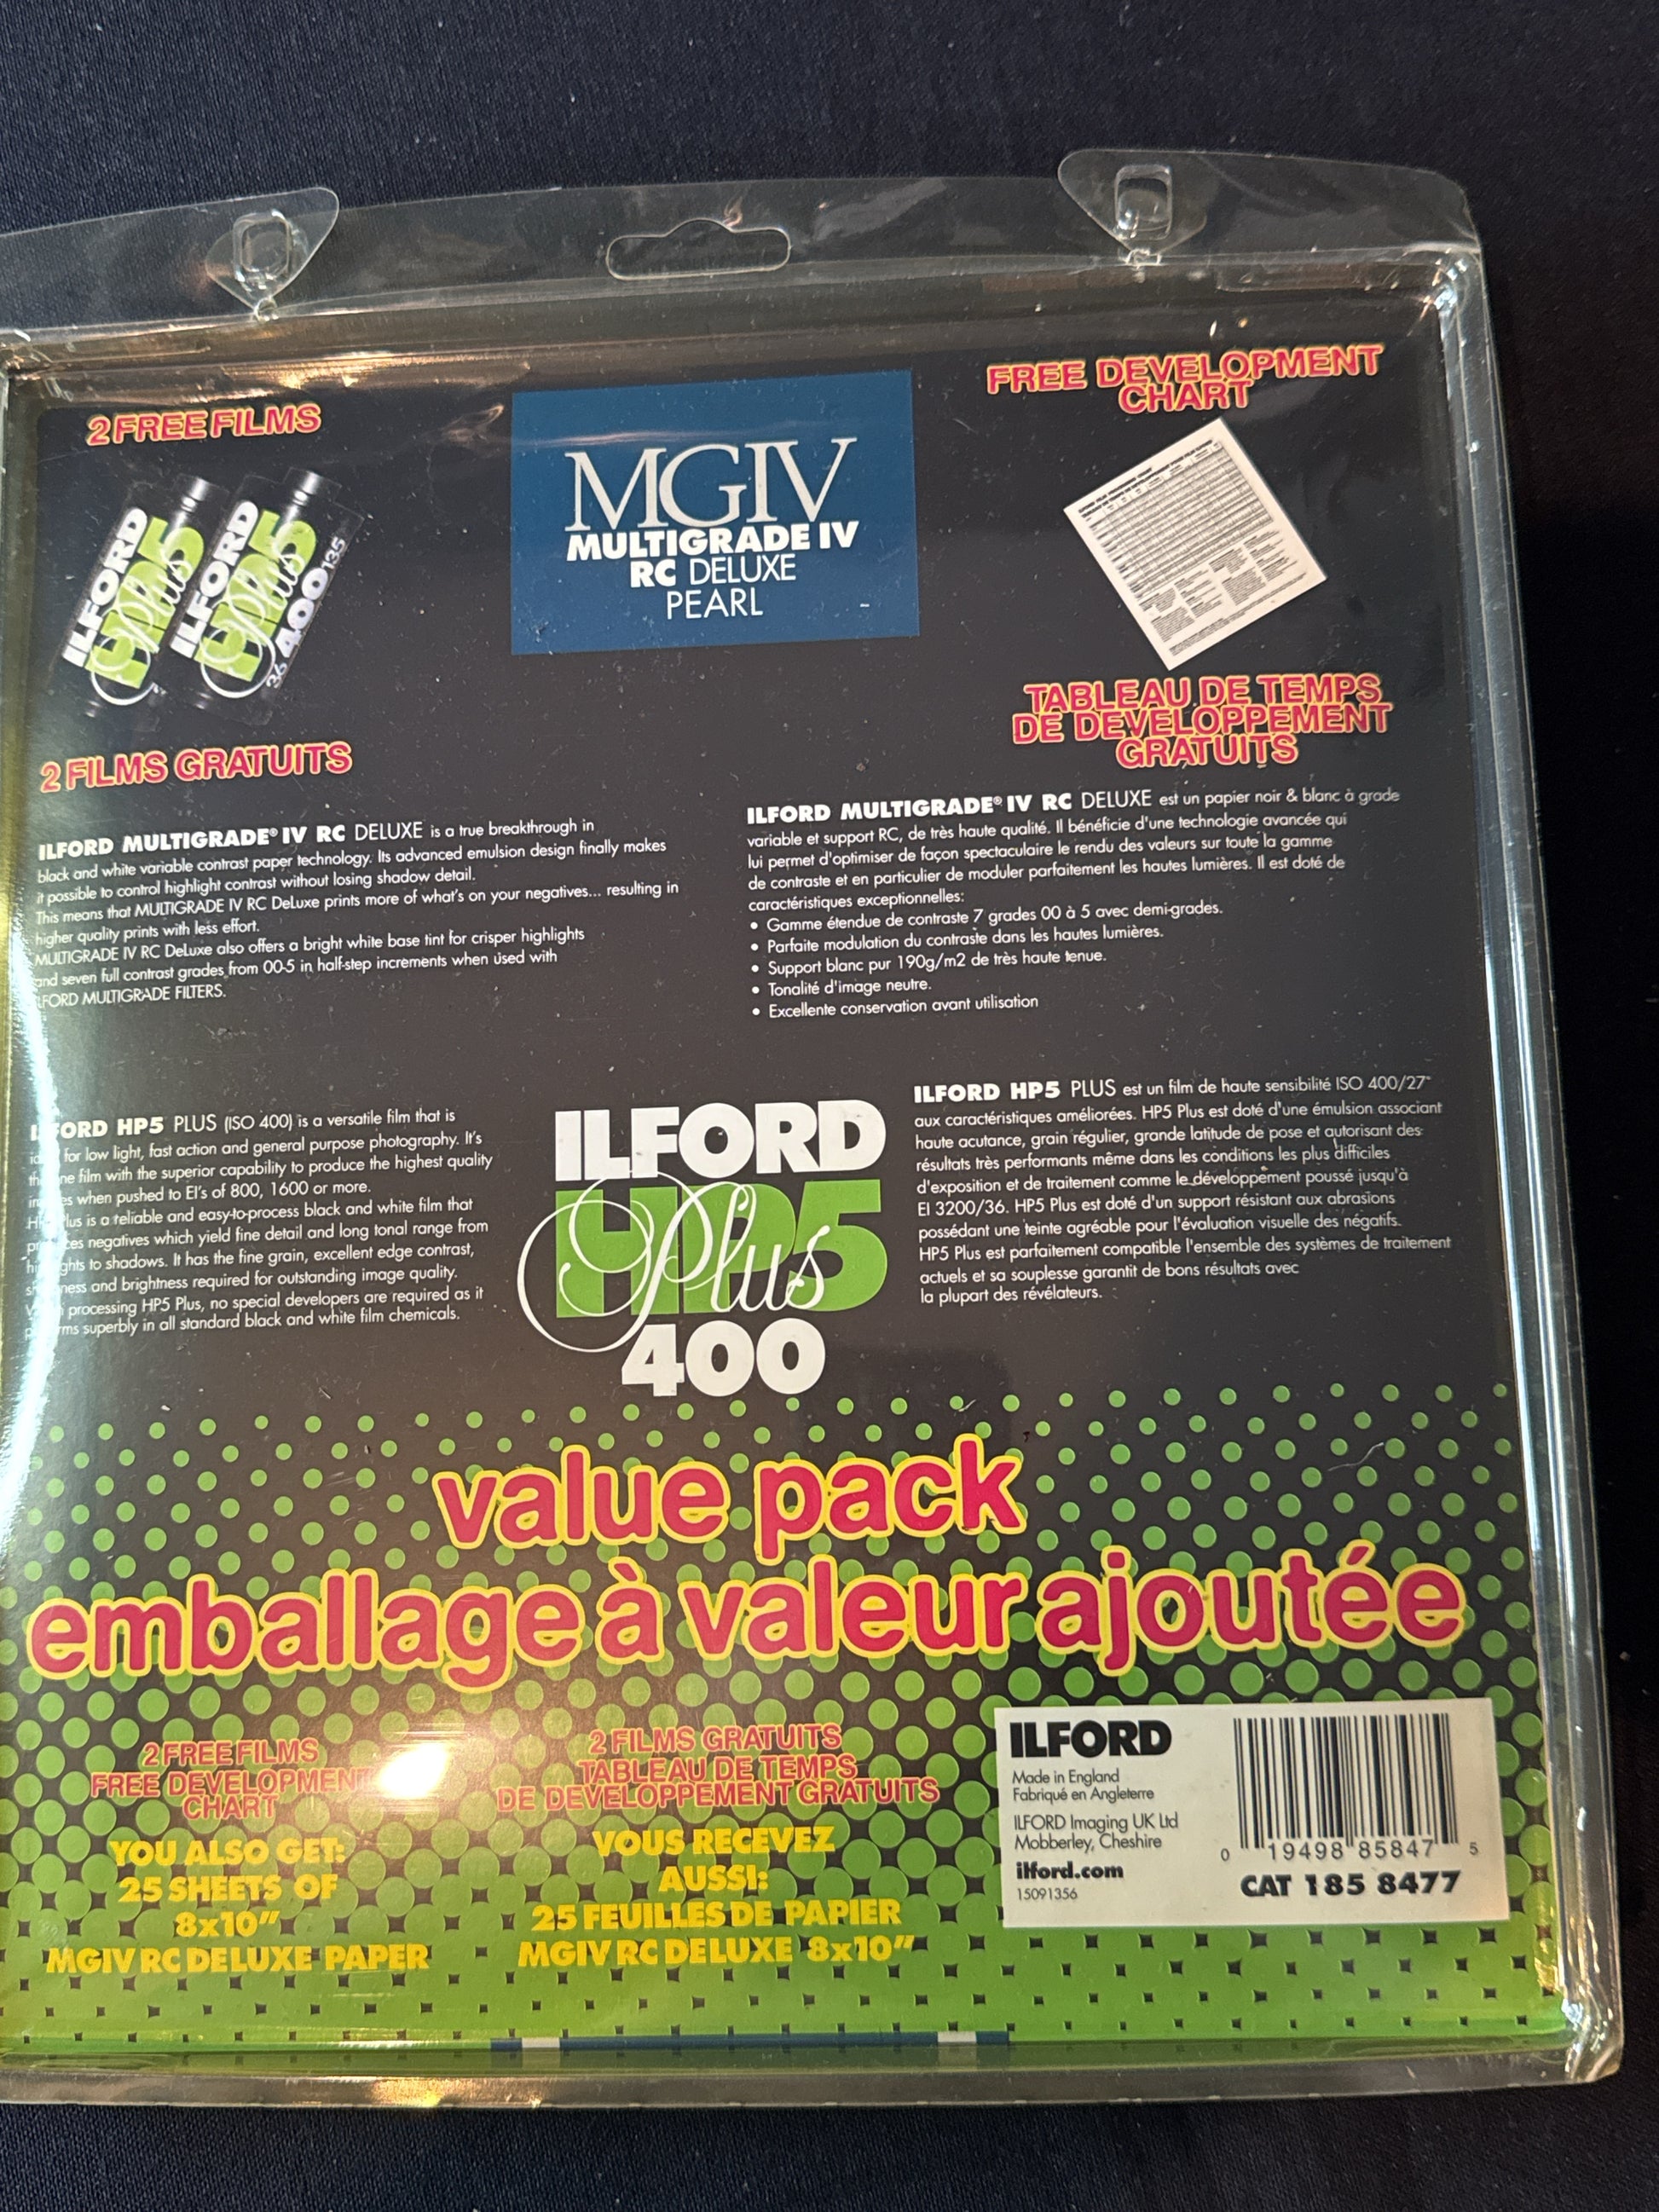 2 FREE FILMS
ILFORD
HP5
Plus
ILFORD
HP5
Plus
36 400 135
2 FILMS GRATUITS
MGIV
MULTIGRADE IV
RC DELUXE
PEARL
FREE DEVELOPMENT
CHART
TABLEAU DE TEMPS
DE DEVELOPPEMENT
GRATUITS
ILFORD MULTIGRADE® IV RC DELUXE is a true breakthrough in
black and white variable contrast paper technology. Its advanced emulsion design finally makes
it possible to control highlight contrast without losing shadow detail.
This means that MULTIGRADE IV RC DeLuxe prints more of what's on your negatives... resulting in
higher quality prints with less effort.
MULTIGRADE IV RC DeLuxe also offers a bright white base tint for crisper highlights
and seven full contrast grades from 00-5 in half-step increments when used with
ILFORD MULTIGRADE FILTERS.
ILFORD MULTIGRADE® IV RC DELUXE est un papier noir & blanc à grade
variable et support RC, de très haute qualité. Il bénéficie d'une technologie avancée qui
lui permet d'optimiser de façon spectaculaire le rendu des valeurs sur toute la gamme
de contraste et en particulier de moduler parfaitement les hautes lumières. Il est doté de
caractéristiques exceptionnelles:
• Gamme étendue de contraste 7 grades 00 à 5 avec demi-grades.
• Parfaite modulation du contraste dans les hautes lumières.
• Support blanc pur 190g/m2 de très haute tenue.
• Tonalité d'image neutre.
• Excellente conservation avant utilisation
ILFORD HP5 PLUS (ISO 400) is a versatile film that is
for low light, fast action and general purpose photography. It's
film with the superior capability to produce the highest quality
when pushed to EI's of 800, 1600 or more.
is a reliable and easy-to-process black and white film that
negatives which yield fine detail and long tonal range from
to shadows. It has the fine grain, excellent edge contrast,
and brightness required for outstanding image quality.
processing HP5 Plus, no special developers are required as it
superbly in all standard black and white film chemicals.
ILFORD
HP5
Plus
400
ILFORD HP5 PLUS est un film de haute sensibilité ISO 400/27°
aux caractéristiques améliorées. HP5 Plus est doté d'une émulsion associant
haute acutance, grain régulier, grande latitude de pose et autorisant des
résultats très performants même dans les conditions les plus difficiles
d'exposition et de traitement comme le développement poussé jusqu'à
EI 3200/36. HP5 Plus est doté d'un support résistant aux abrasions
possédant une teinte agréable pour l'évaluation visuelle des négatifs.
HP5 Plus est parfaitement compatible l'ensemble des systèmes de traitement
actuels et sa souplesse garantit de bons résultats avec
la plupart des révélateurs.
value pack
emballage à valeur ajoutée
2 FREE FILMS
FREE DEVELOPMENT
CHART
YOU ALSO GET:
25 SHEETS OF
8x10"
MGIV RC DELUXE PAPER
2 FILMS GRATUITS
TABLEAU DE TEMPS
DE DEVELOPPEMENT GRATUITS
VOUS RECEVEZ
AUSSI:
25 FEUILLES DE PAPIER
MGIV RC DELUXE 8x10"
ILFORD
Made in England
Fabriqué en Angleterre
ILFORD Imaging UK Ltd
Mobberley, Cheshire
ilford.com
15091356
0 19498 85847 5
CAT 185 8477